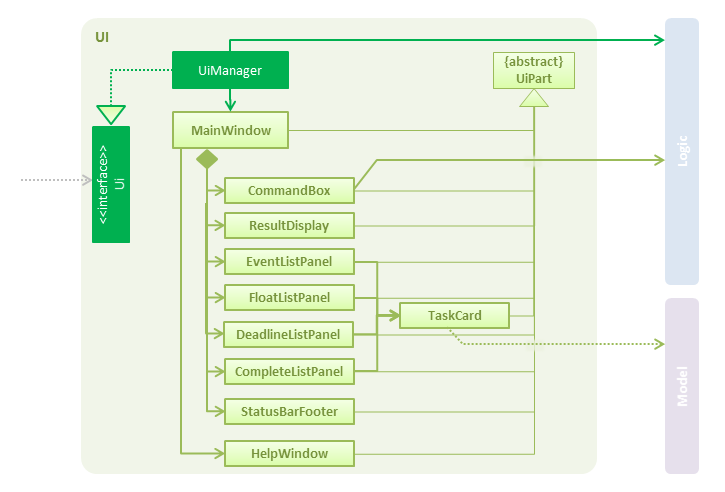 UI
UiManager
{abstract}
UiPart
MainWindow
<<interface>>
Ui
CommandBox
ResultDisplay
EventListPanel
FloatListPanel
TaskCard
DeadlineListPanel
CompleteListPanel
StatusBarFooter
HelpWindow
Logic
Model